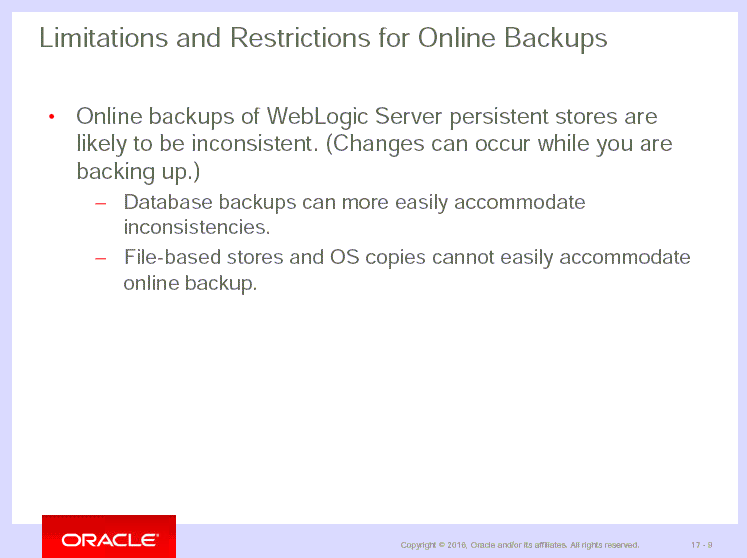 Limitations and Restrictions for Online Backups
• Online backups of WebLogic Server persistent stores are
likely to be inconsistent. (Changes can occur while you are
backing up.)
– Database backups can more easily accommodate
inconsistencies.
– File-based stores and OS copies cannot easily accommodate
online backup.
ORACLE
Copyright © 2016, Oracle and/or its affiliates. All rights reserved. 17 - 9